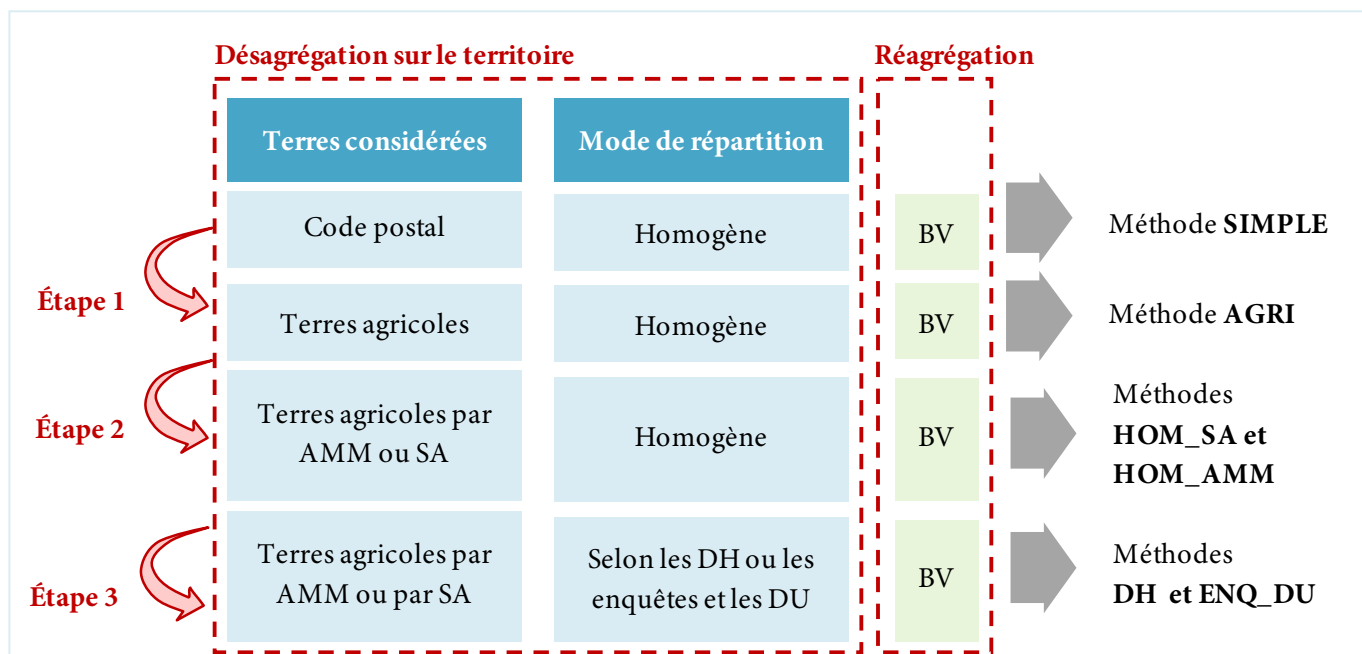 Désagrégation sur le territoire
Réagrégation
Terres considérées
Mode de répartition
Code postal
Homogène
BV
Méthode SIMPLE
Étape 1
Terres agricoles
Homogène
BV
Méthode AGRI
Étape 2
Terres agricoles par
AMM ou SA
Homogène
BV
Méthodes
HOM_SA et
HOM_AMM
Étape 3
Terres agricoles par
AMM ou par SA
Selon les DH ou les
enquêtes et les DU
BV
Méthodes
DH et ENQ_DU